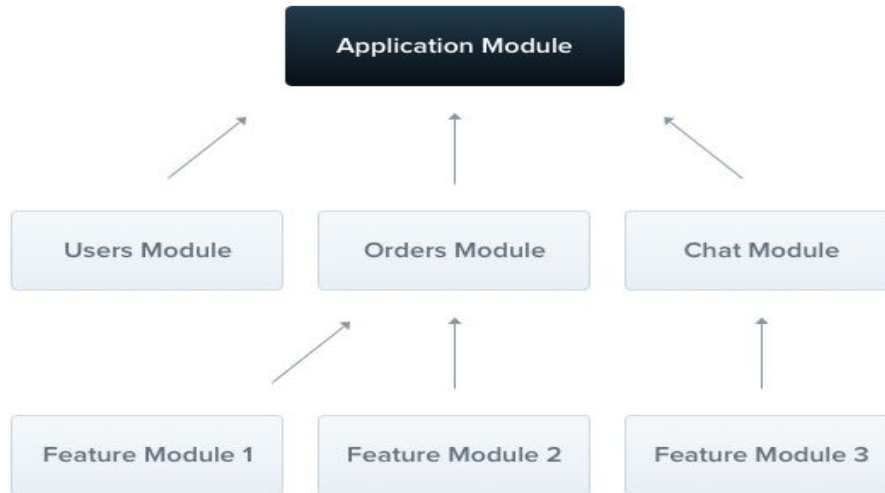 Application Module
Users Module
Orders Module
Chat Module
Feature Module 1
Feature Module 2
Feature Module 3